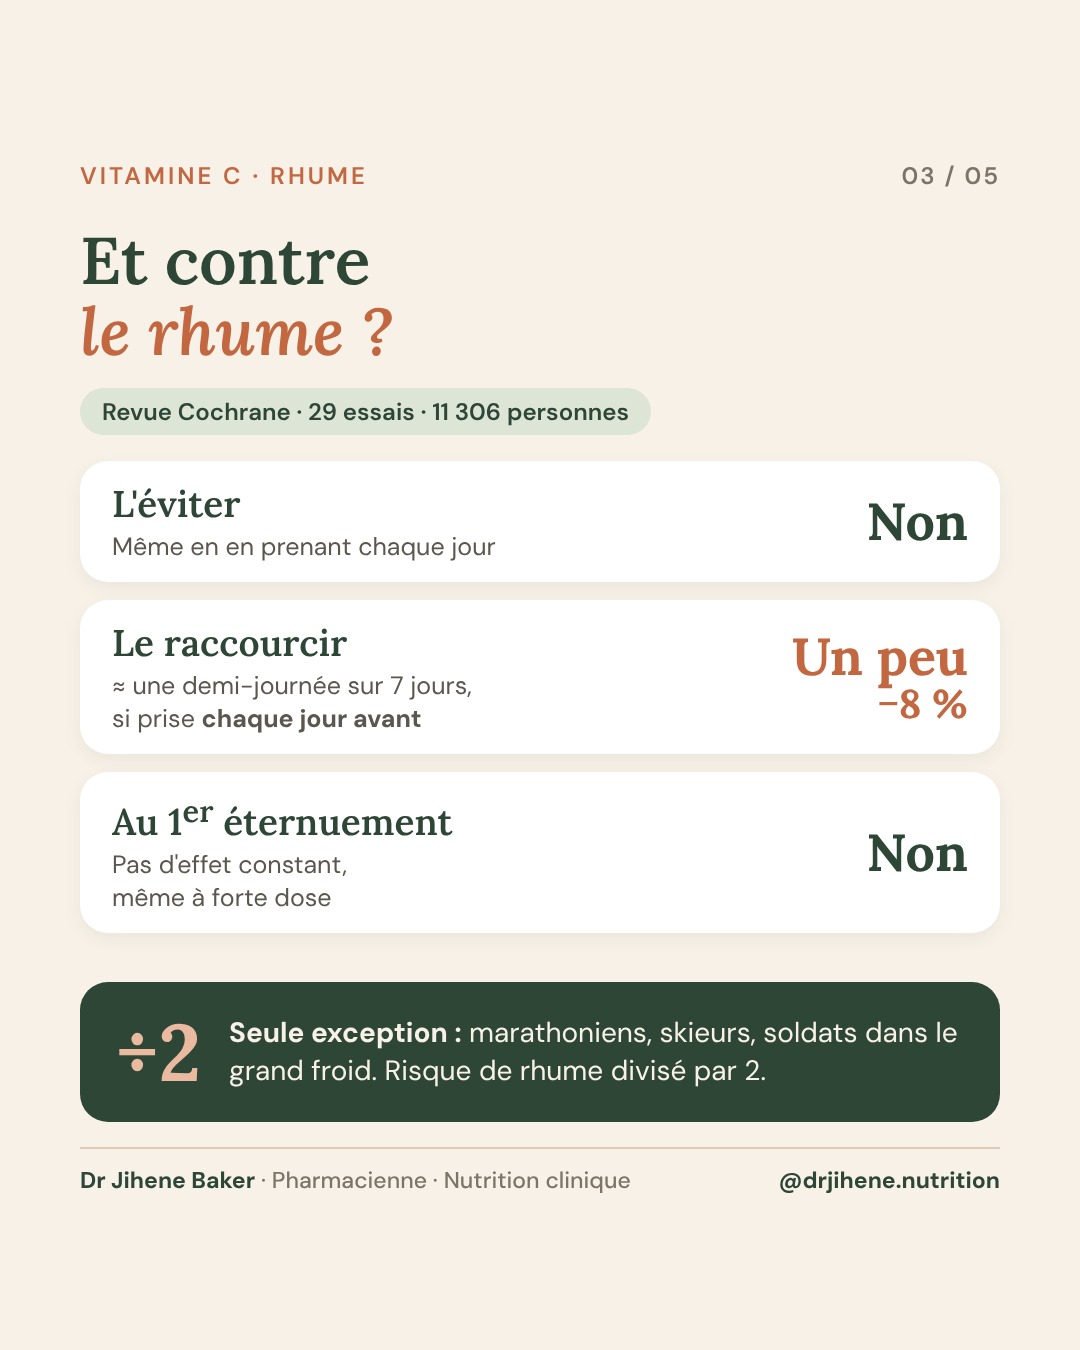 VITAMINE C · RHUME
03 / 05
Et contre
le rhume ?
Revue Cochrane · 29 essais · 11 306 personnes
L'éviter
Même en en prenant chaque jour
Non
Le raccourcir
≈ une demi-journée sur 7 jours,
si prise chaque jour avant
Un peu
−8 %
Au 1er éternuement
Pas d'effet constant,
même à forte dose
Non
÷2
Seule exception : marathoniens, skieurs, soldats dans le
grand froid. Risque de rhume divisé par 2.
Dr Jihene Baker · Pharmacienne · Nutrition clinique
@drjihene.nutrition